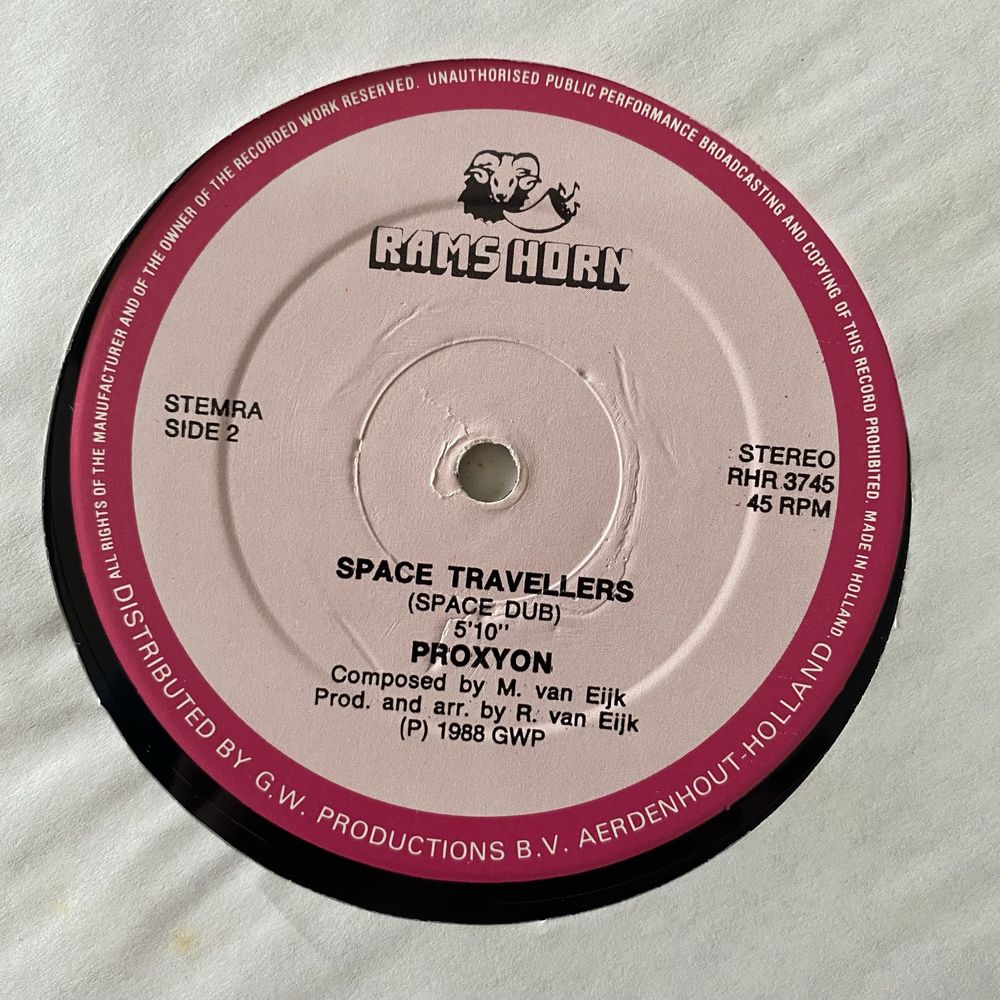 ALL RIGHTS OF THE MANUFACTURER AND OF THE OWNER OF THE RECORDED WORK RESERVED. UNAUTHORISED PUBLIC PERFORMANCE BROADCASTING AND COPYING OF THIS RECORD PROHIBITED. MADE IN HOLLAND.
RAMS HORN
STEMRA
SIDE 2
STEREO
RHR 3745
45 RPM
SPACE TRAVELLERS
(SPACE DUB)
5'10"
PROXYON
Composed by M. van Eijk
Prod. and arr. by R. van Eijk
(P) 1988 GWP
DISTRIBUTED BY G.W. PRODUCTIONS B.V. AERDENHOUT-HOLLAND.